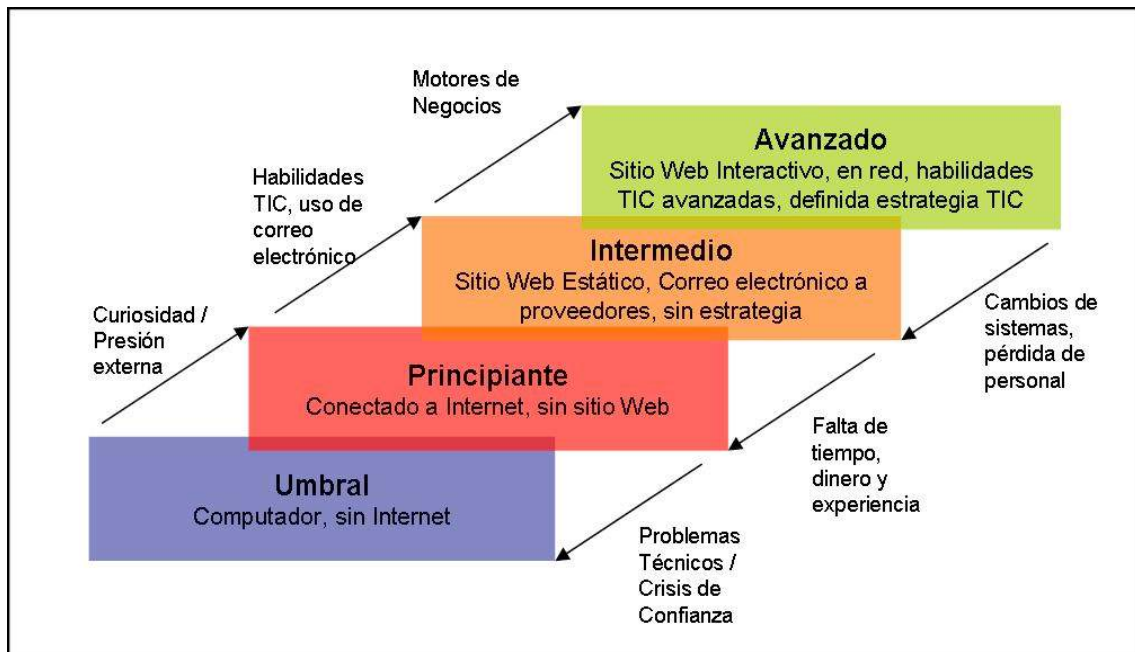 Motores de
Negocios
Avanzado
Sitio Web Interactivo, en red, habilidades
TIC avanzadas, definida estrategia TIC
Habilidades
TIC, uso de
correo
electrónico
Intermedio
Sitio Web Estático, Correo electrónico a
proveedores, sin estrategia
Cambios de
sistemas,
pérdida de
personal
Curiosidad /
Presión
externa
Principiante
Conectado a Internet, sin sitio Web
Falta de
tiempo,
dinero y
experiencia
Umbral
Computador, sin Internet
Problemas
Técnicos /
Crisis de
Confianza